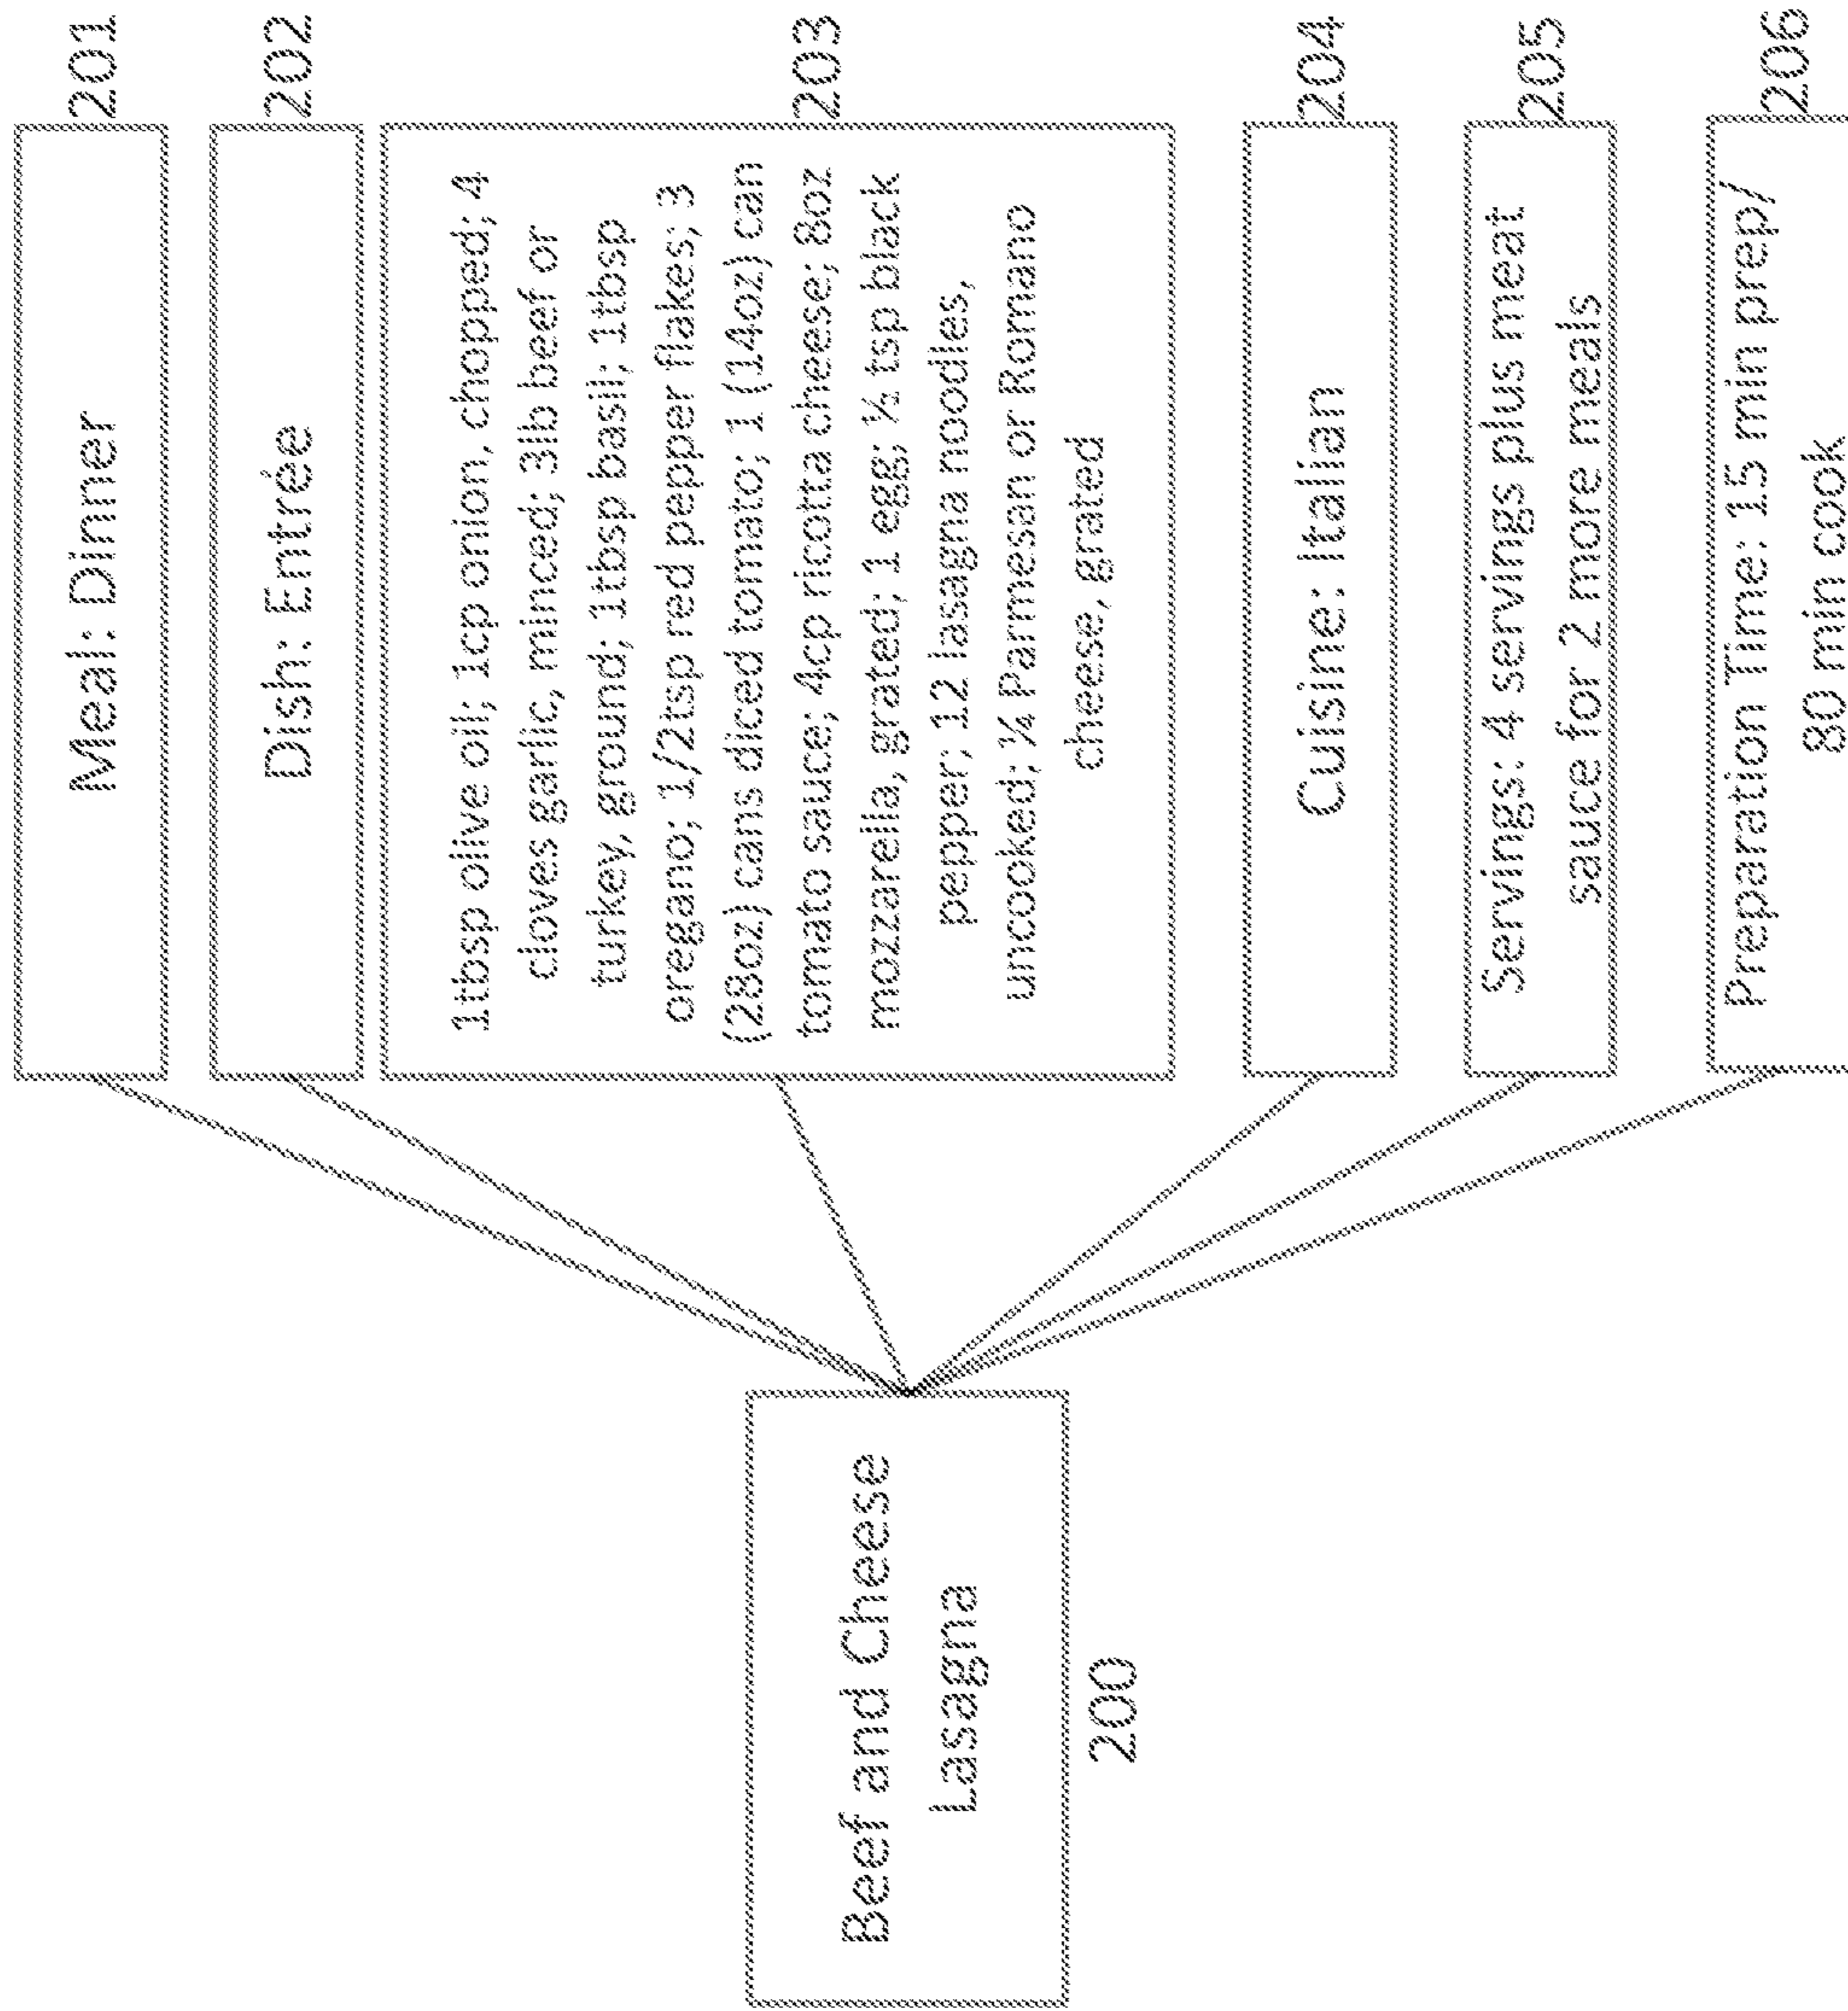 Beef and Cheese
Lasagna
200
Meal: Dinner
201
Dish: Entrée
202
1tbsp olive oil; 1cp onion, chopped; 4
cloves garlic, minced; 3lb beef or
turkey, ground; 1tbsp basil; 1tbsp
oregano; 1/2tsp red pepper flakes; 3
(28oz) cans diced tomato; 1 (14oz) can
tomato sauce; 4cp ricotta cheese; 8oz
mozzarella, grated; 1 egg; ½ tsp black
pepper; 12 lasagna noodles,
uncooked; ¼ Parmesan or Romano
cheese, grated
203
Cuisine: Italian
204
Servings: 4 servings plus meat
sauce for 2 more meals
205
Preparation Time: 15 min prep/
80 min cook
206